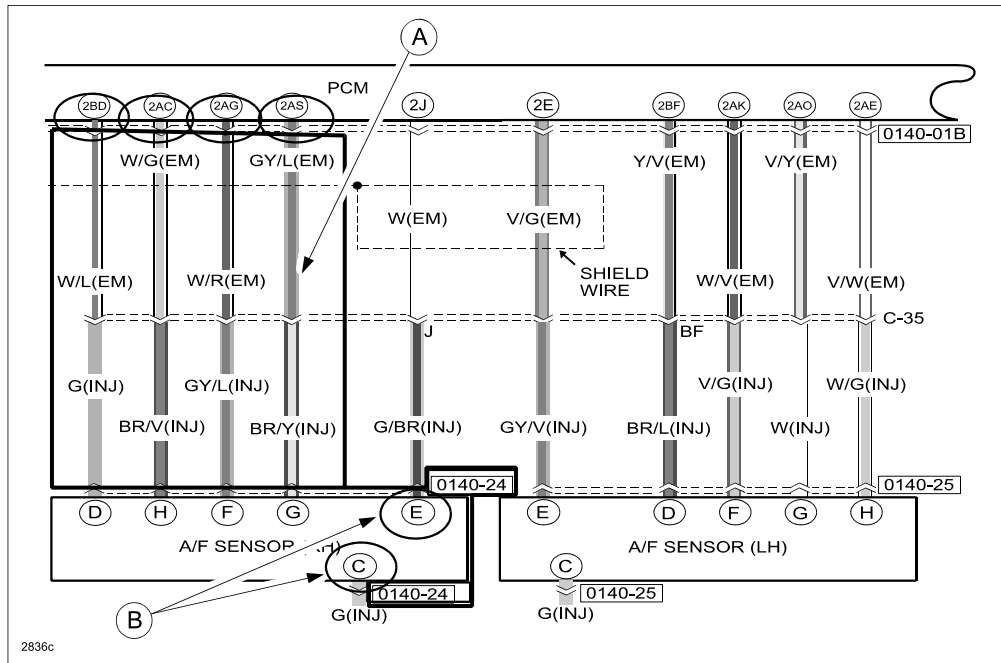 A
PCM
2BD 2AC 2AG 2AS 2J 2E 2BF 2AK 2AO 2AE
0140-01B
W/G(EM) GY/L(EM) Y/V(EM) V/Y(EM)
W(EM) V/G(EM)
SHIELD
WIRE
W/L(EM) W/R(EM) W/V(EM) V/W(EM)
C-35
J BF
G(INJ) GY/L(INJ) V/G(INJ) W/G(INJ)
BR/V(INJ) BR/Y(INJ) G/BR(INJ) GY/V(INJ) BR/L(INJ) W(INJ)
0140-24 0140-25
D H F G E E D F G H
A/F SENSOR H) A/F SENSOR (LH)
C C
0140-24 0140-25
B
G(INJ) G(INJ)
2836c